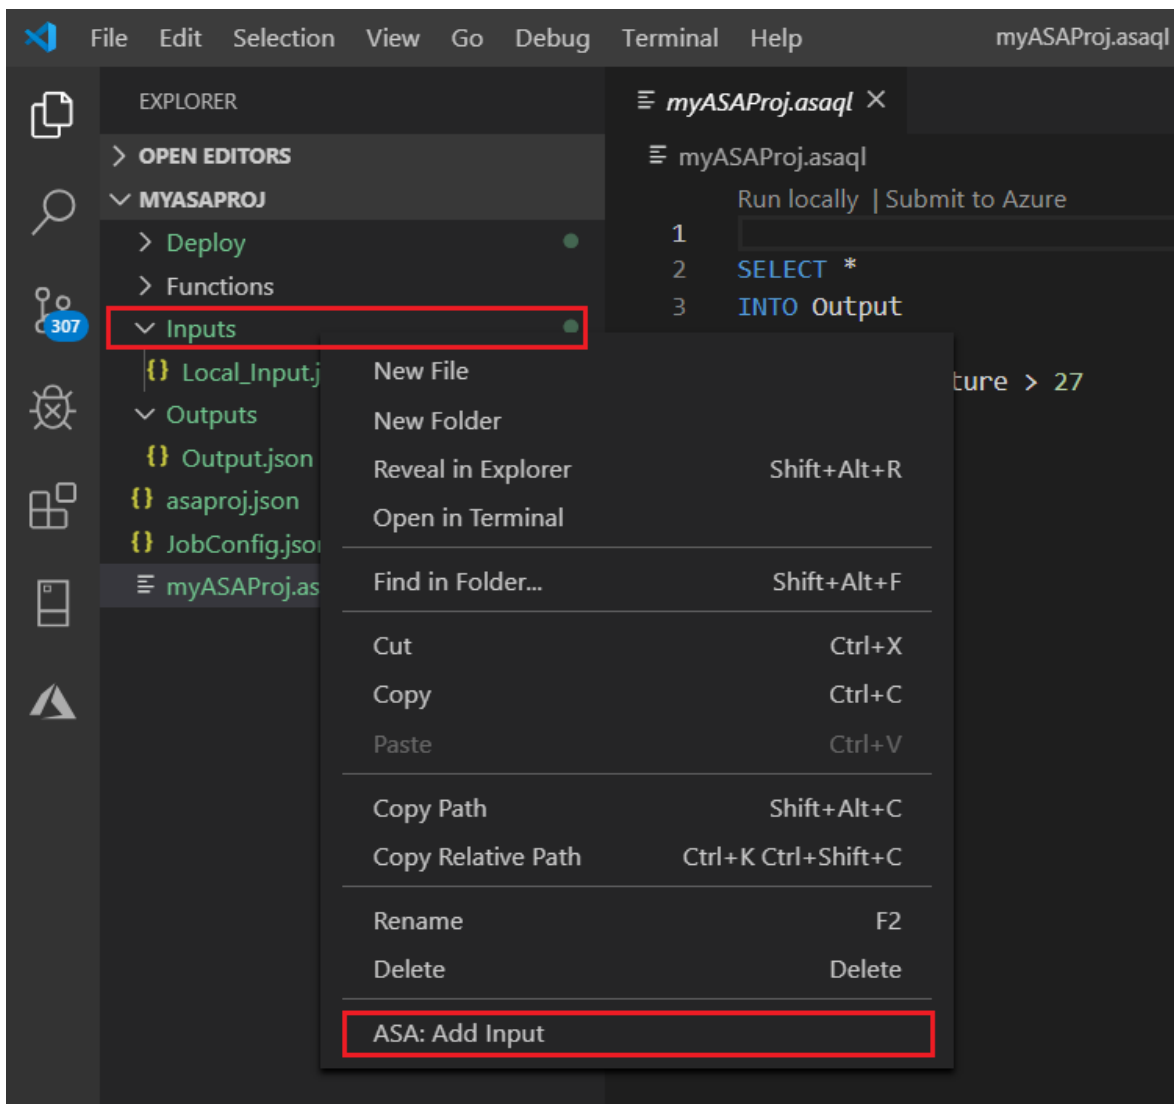 File Edit Selection View Go Debug Terminal Help myASAProj.asaql
EXPLORER
OPEN EDITORS
MYASAPROJ
Deploy
Functions
Inputs
Local_Input.j
Outputs
Output.json
asaproj.json
JobConfig.jso
myASAProj.as
307
myASAProj.asaql
myASAProj.asaql
Run locally | Submit to Azure
1
2 SELECT *
3 INTO Output
ture > 27
New File
New Folder
Reveal in Explorer Shift+Alt+R
Open in Terminal
Find in Folder... Shift+Alt+F
Cut Ctrl+X
Copy Ctrl+C
Paste Ctrl+V
Copy Path Shift+Alt+C
Copy Relative Path Ctrl+K Ctrl+Shift+C
Rename F2
Delete Delete
ASA: Add Input